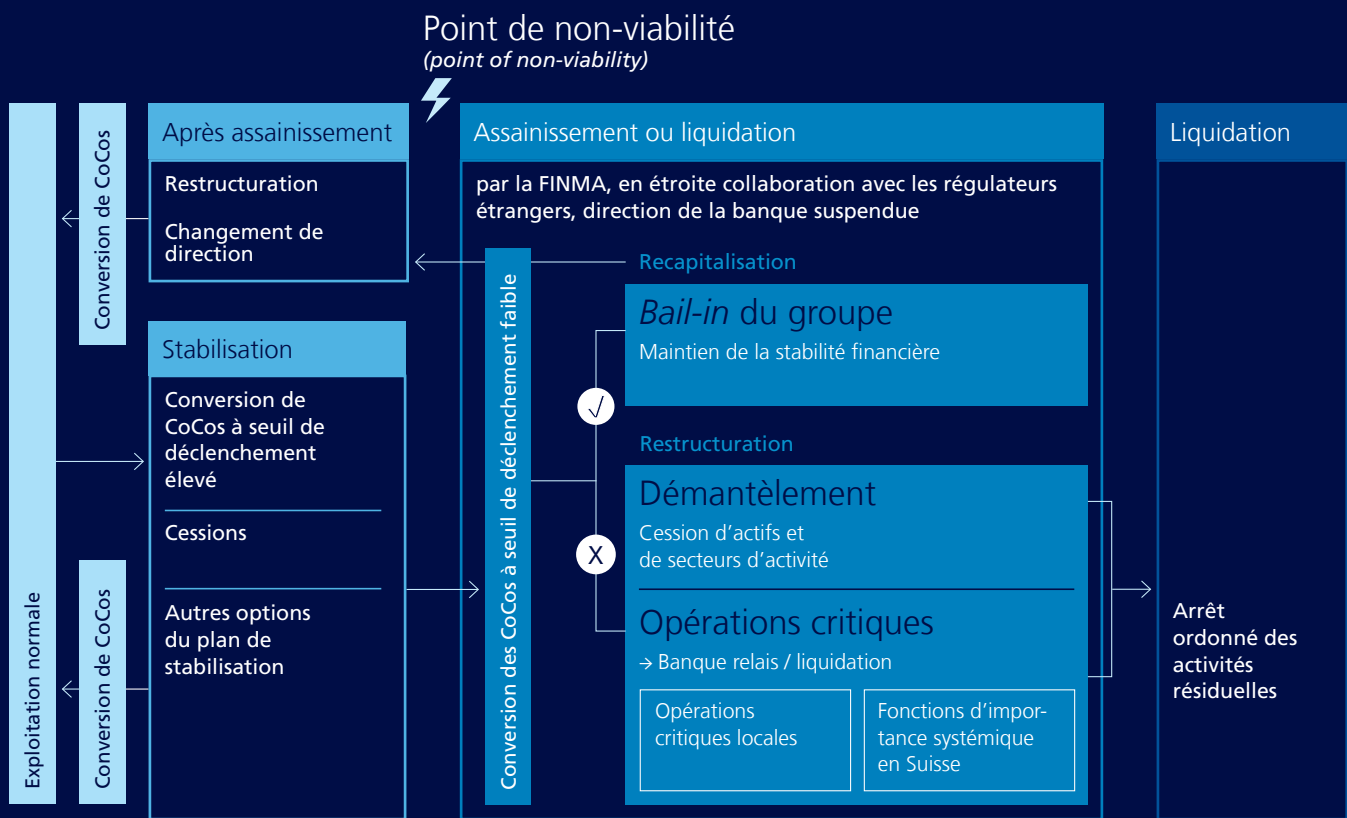 Point de non-viabilité
(point of non-viability)
Exploitation normale
Conversion de CoCos
Conversion de CoCos
Après assainissement
Restructuration
Changement de
direction
Stabilisation
Conversion de
CoCos à seuil de
déclenchement
élevé
Cessions
Autres options
du plan de
stabilisation
Assainissement ou liquidation
par la FINMA, en étroite collaboration avec les régulateurs
étrangers, direction de la banque suspendue
Conversion des CoCos à seuil de déclenchement faible
Recapitalisation
Bail-in du groupe
Maintien de la stabilité financière
√
Restructuration
Démantèlement
Cession d'actifs et
de secteurs d'activité
X
Opérations critiques
→ Banque relais / liquidation
Opérations
critiques locales
Fonctions d'impor-
tance systémique
en Suisse
Liquidation
Arrêt
ordonné des
activités
résiduelles